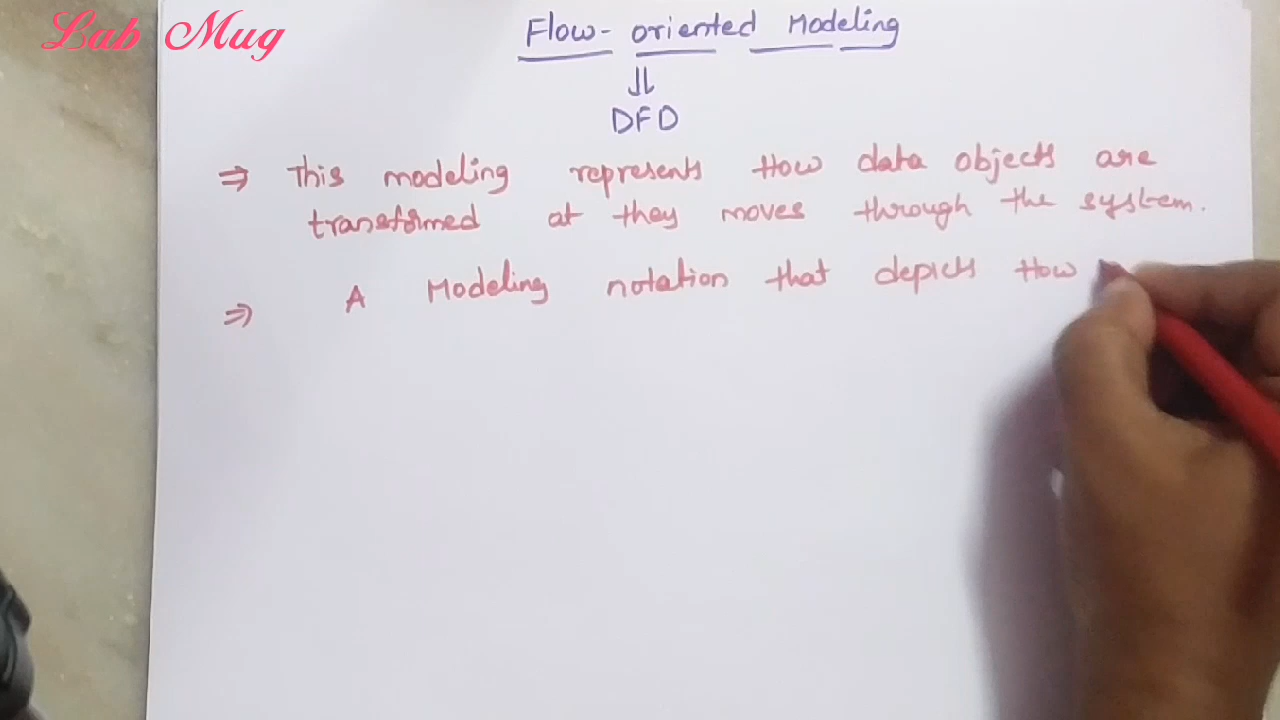 Lab Mug
Flow-oriented Modeling
⇓
DFD
⇒ This modeling represents How data objects are
transformed at they moves through the system.
⇒ A Modeling notation that depicts How